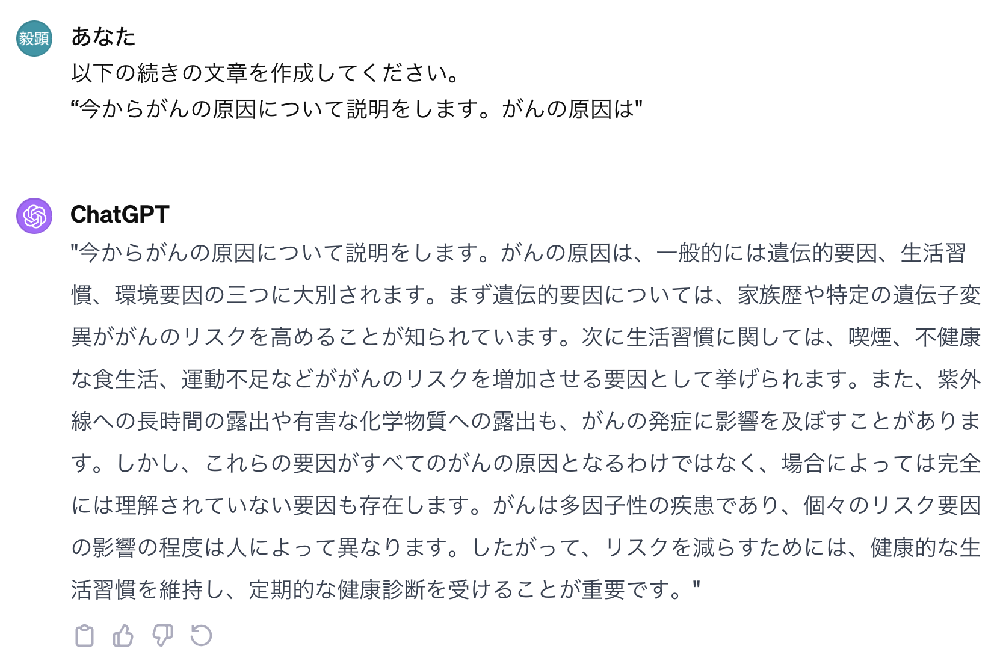 毅顕
あなた
以下の続きの文章を作成してください。
“今からがんの原因について説明をします。がんの原因は"
ChatGPT
"今からがんの原因について説明をします。がんの原因は、一般的には遺伝的要因、生活習
慣、環境要因の三つに大別されます。まず遺伝的要因については、家族歴や特定の遺伝子変
異ががんのリスクを高めることが知られています。次に生活習慣に関しては、喫煙、不健康
な食生活、運動不足などががんのリスクを増加させる要因として挙げられます。また、紫外
線への長時間の露出や有害な化学物質への露出も、がんの発症に影響を及ぼすことがありま
す。しかし、これらの要因がすべてのがんの原因となるわけではなく、場合によっては完全
には理解されていない要因も存在します。がんは多因子性の疾患であり、個々のリスク要因
の影響の程度は人によって異なります。したがって、リスクを減らすためには、健康的な生
活習慣を維持し、定期的な健康診断を受けることが重要です。"